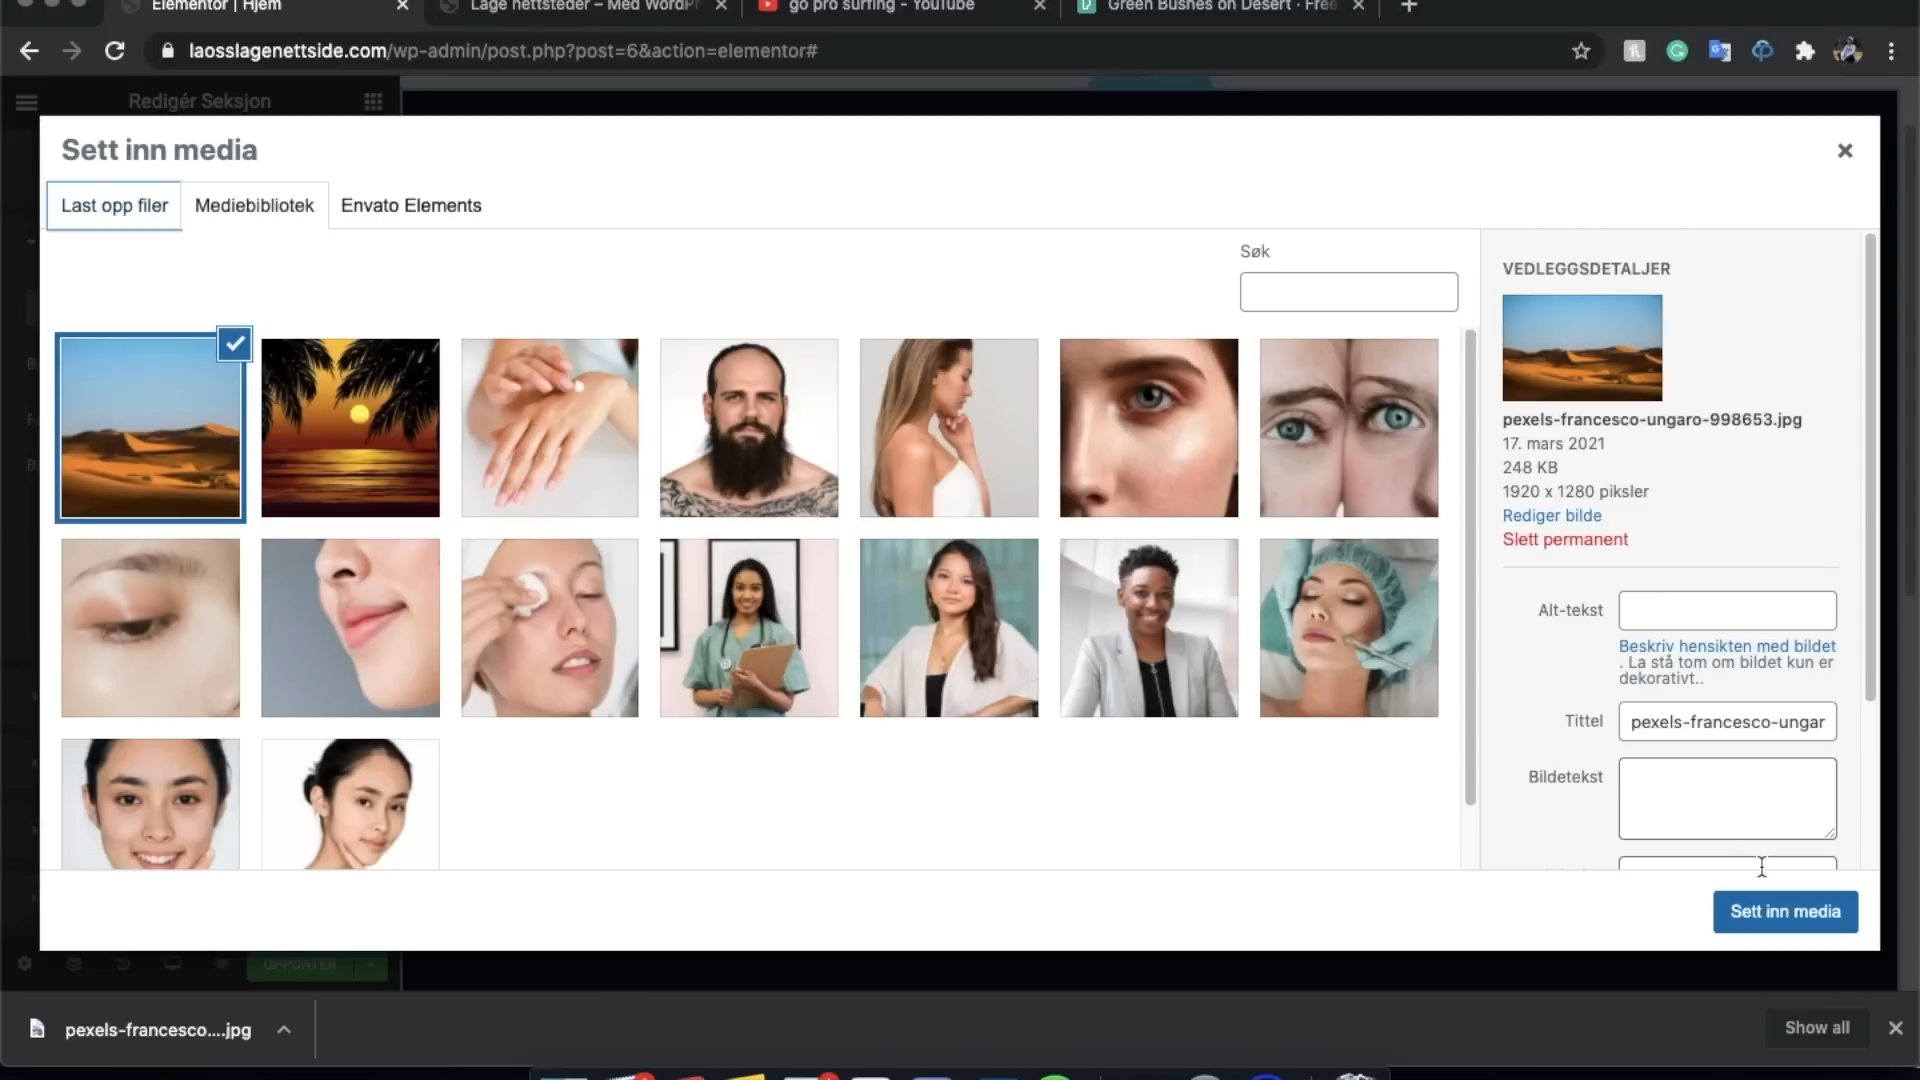 Elementor | Hjem
Lage nettsteder – Med WordPr
go pro surfing - YouTube
Green Bushes on Desert · Free
laosslagenettside.com/wp-admin/post.php?post=6&action=elementor#
Redigér Seksjon
Sett inn media
Last opp filer
Mediebibliotek
Envato Elements
Søk
VEDLEGGSDETALJER
pexels-francesco-ungaro-998653.jpg
17. mars 2021
248 KB
1920 x 1280 piksler
Rediger bilde
Slett permanent
Alt-tekst
Beskriv hensikten med bildet
. La stå tom om bildet kun er
dekorativt..
Tittel
pexels-francesco-ungar
Bildetekst
Sett inn media
OPPDATER
pexels-francesco....jpg
Show all